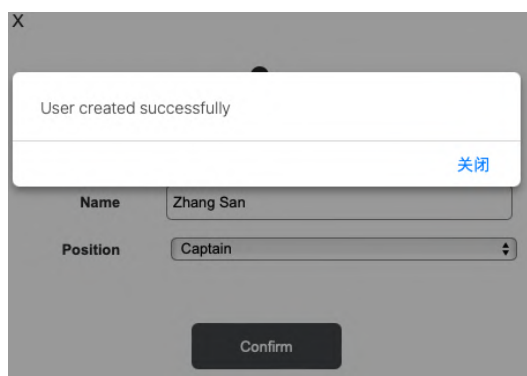 X
User created successfully
关闭
Name Zhang San
Position Captain
Confirm